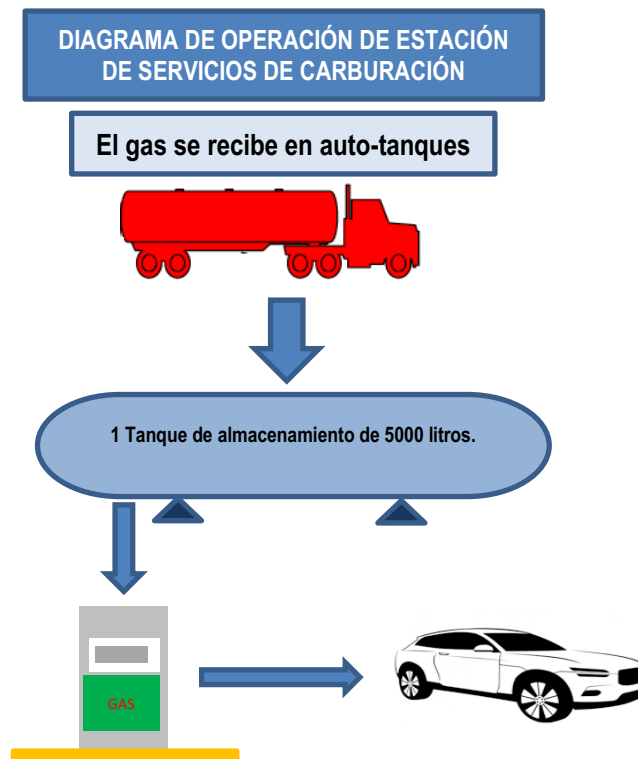 DIAGRAMA DE OPERACIÓN DE ESTACIÓN
DE SERVICIOS DE CARBURACIÓN
El gas se recibe en auto-tanques
1 Tanque de almacenamiento de 5000 litros.
GAS